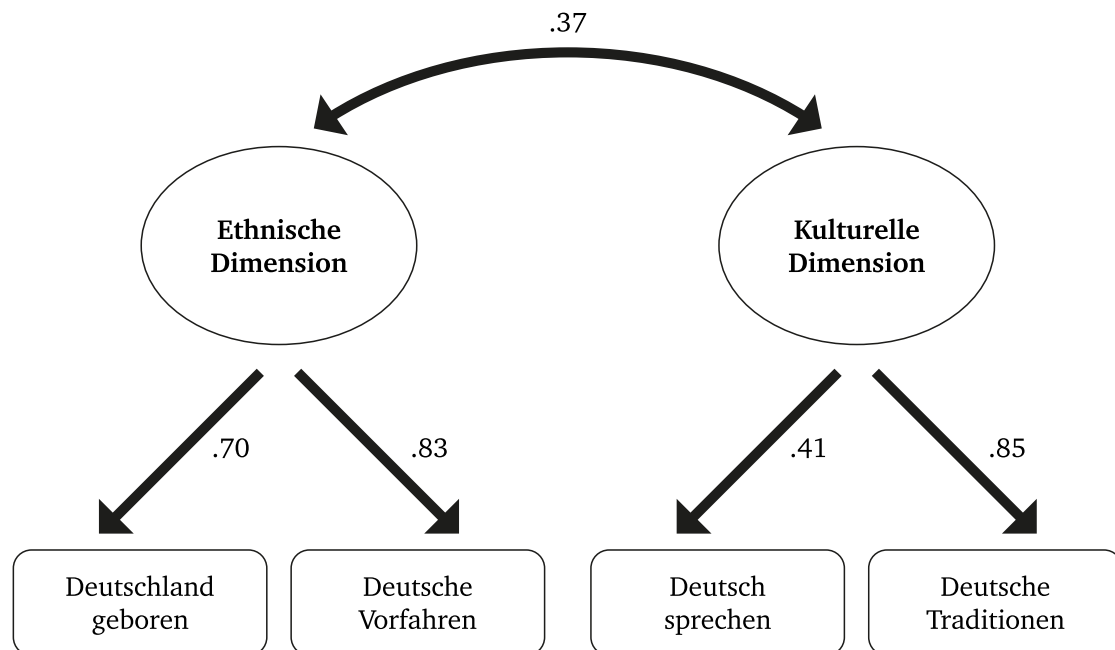 .37
Ethnische
Dimension
Kulturelle
Dimension
.70
.83
.41
.85
Deutschland
geboren
Deutsche
Vorfahren
Deutsch
sprechen
Deutsche
Traditionen